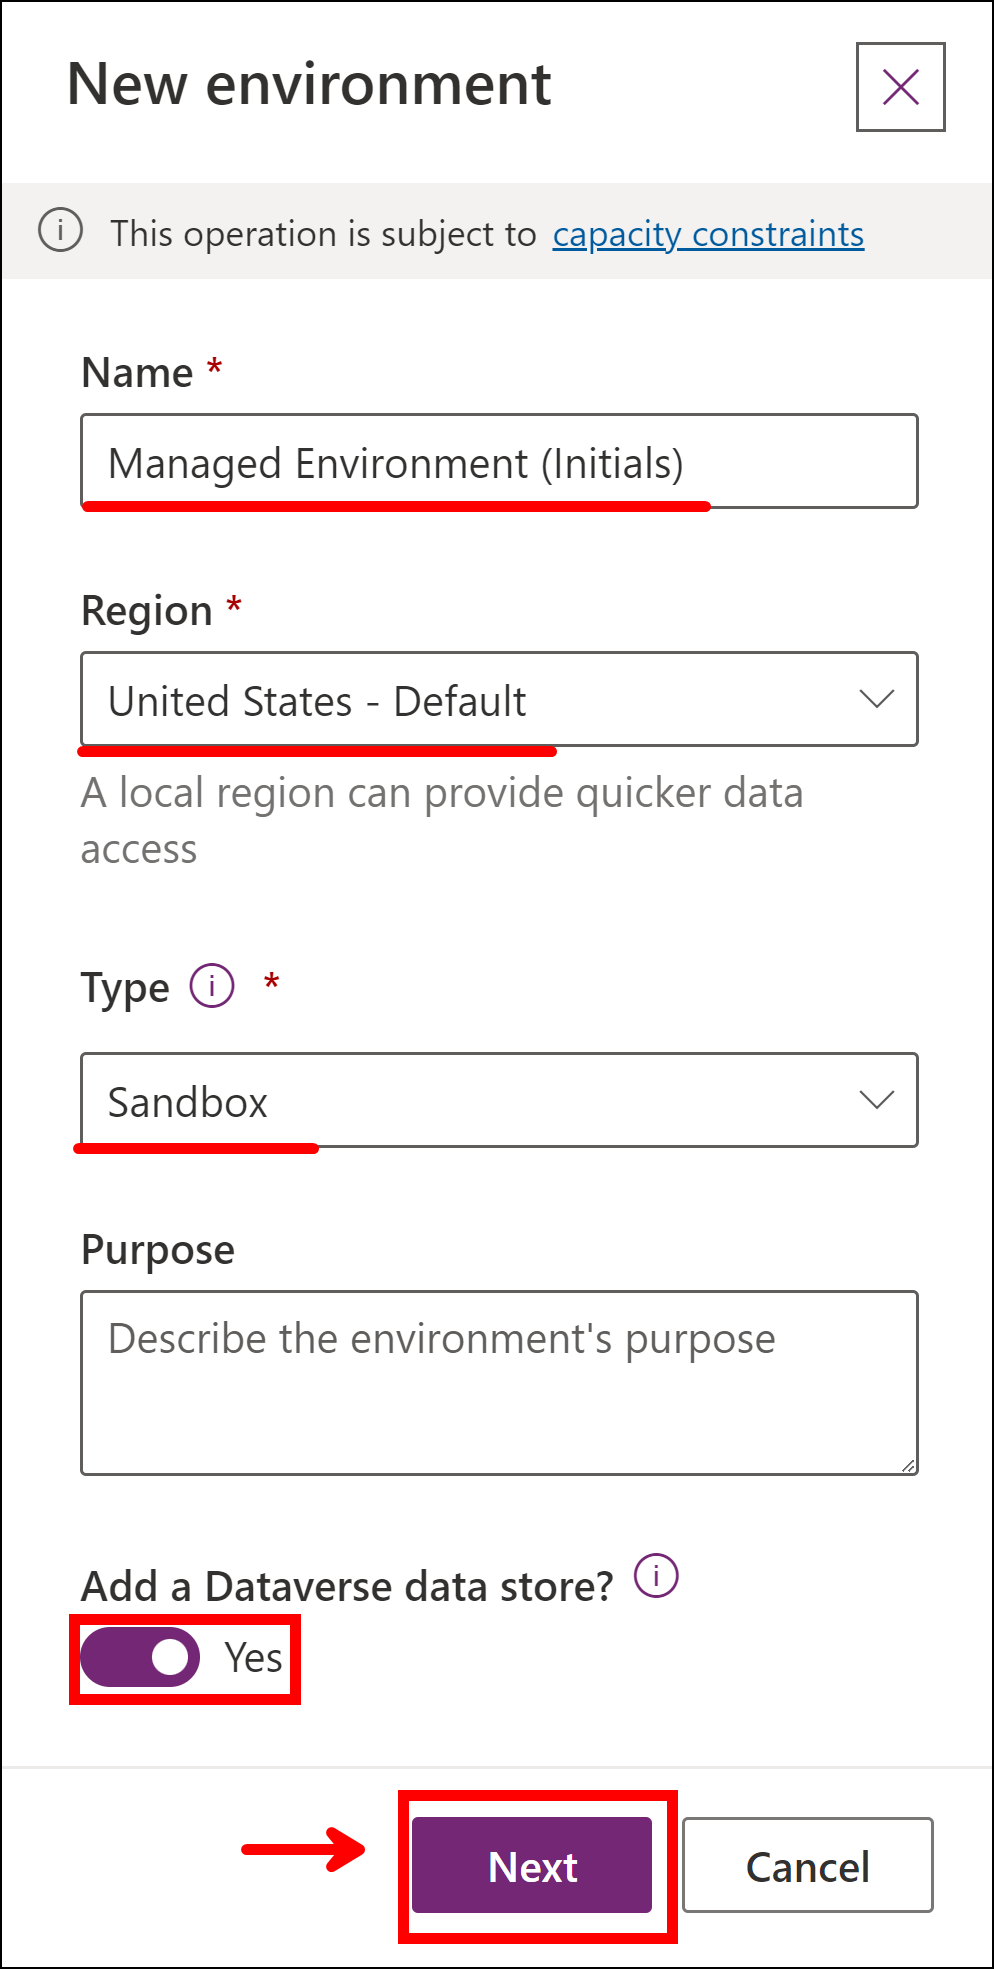 New environment
This operation is subject to capacity constraints
Name *
Managed Environment (Initials)
Region *
United States - Default
A local region can provide quicker data
access
Type i *
Sandbox
Purpose
Describe the environment's purpose
Add a Dataverse data store? i
Yes
Next Cancel